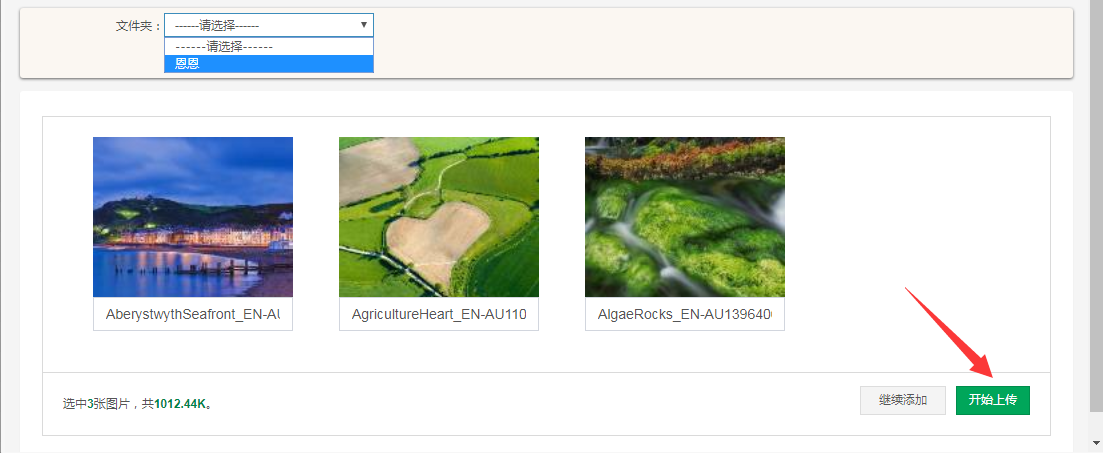 文件夹：
------请选择------
------请选择------
恩恩
AberystwythSeafront_EN-AU
AgricultureHeart_EN-AU110
AlgaeRocks_EN-AU139640
选中3张图片，共1012.44K。
继续添加
开始上传